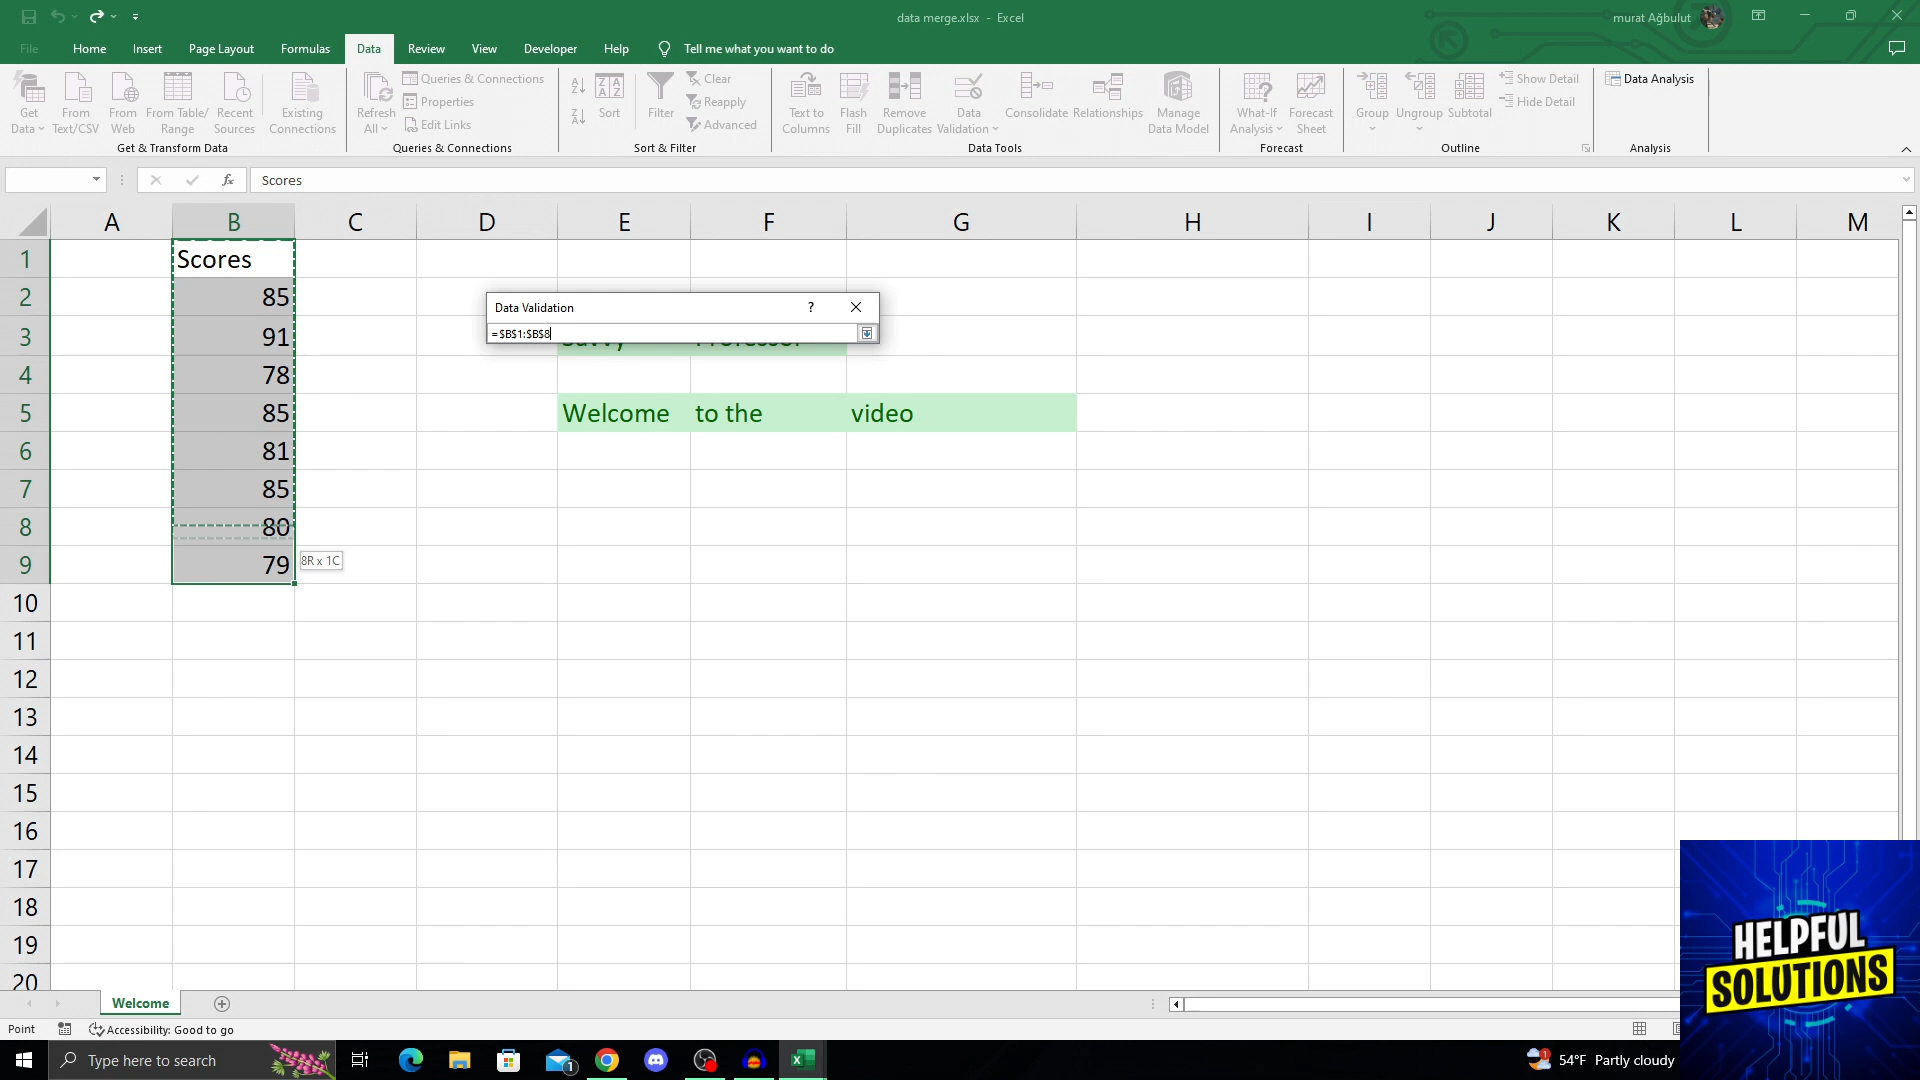 data merge.xlsx - Excel
murat Ağbulut
File Home Insert Page Layout Formulas Data Review View Developer Help Tell me what you want to do
Get Data
From Text/CSV
From Web
From Table/ Range
Recent Sources
Existing Connections
Get & Transform Data
Refresh All
Queries & Connections
Properties
Edit Links
Queries & Connections
Sort
Filter
Clear
Reapply
Advanced
Sort & Filter
Text to Columns
Flash Fill
Remove Duplicates
Data Validation
Consolidate
Relationships
Manage Data Model
Data Tools
What-If Analysis
Forecast Sheet
Forecast
Group
Ungroup
Subtotal
Show Detail
Hide Detail
Outline
Data Analysis
Analysis
fx Scores
A B C D E F G H I J K L M
1 Scores
2 85
3 91
4 78
5 85 Welcome to the video
6 81
7 85
8 80
9 79
8R x 1C
10
11
12
13
14
15
16
17
18
19
20
Data Validation ? 
=$B$1:$B$8
Savvy Professor
Welcome
Point Accessibility: Good to go
Type here to search
1
1 54°F Partly cloudy
HELPFUL
SOLUTIONS